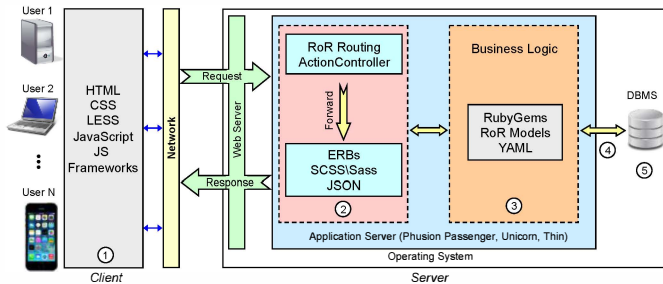 User 1
User 2
User N
HTML
CSS
LESS
JavaScript
JS
Frameworks
1
Client
Network
Request
Response
Web Server
RoR Routing
ActionController
Forward
ERBs
SCSS\Sass
JSON
2
Business Logic
RubyGems
RoR Models
YAML
3
Application Server (Phusion Passenger, Unicorn, Thin)
Operating System
Server
4
DBMS
5